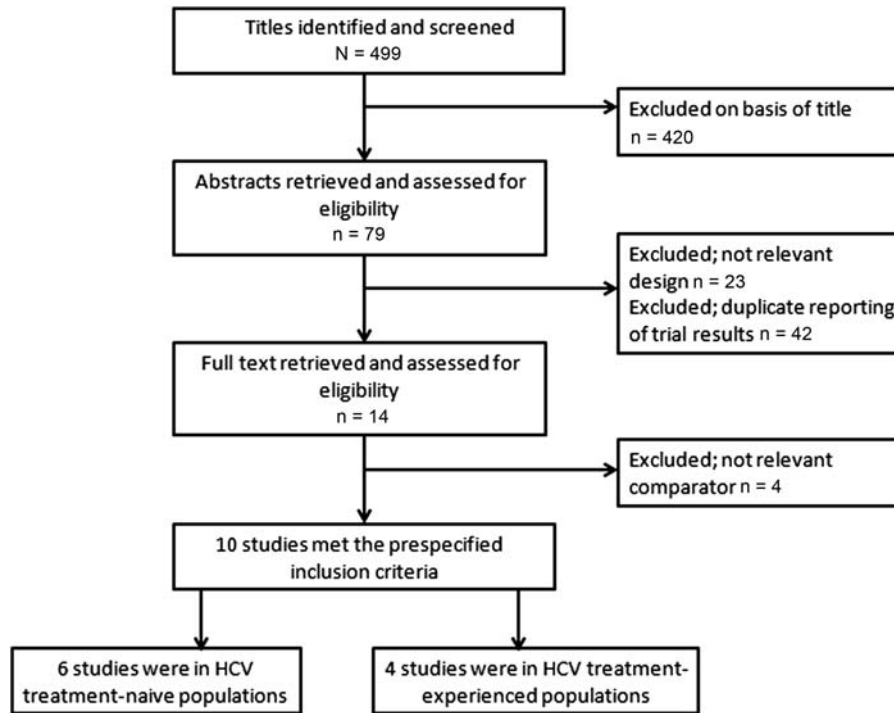 Titles identified and screened
N = 499
Excluded on basis of title
n = 420
Abstracts retrieved and assessed for
eligibility
n = 79
Excluded; not relevant
design n = 23
Excluded; duplicate reporting
of trial results n = 42
Full text retrieved and assessed for
eligibility
n = 14
Excluded; not relevant
comparator n = 4
10 studies met the prespecified
inclusion criteria
6 studies were in HCV
treatment-naive populations
4 studies were in HCV treatment-
experienced populations